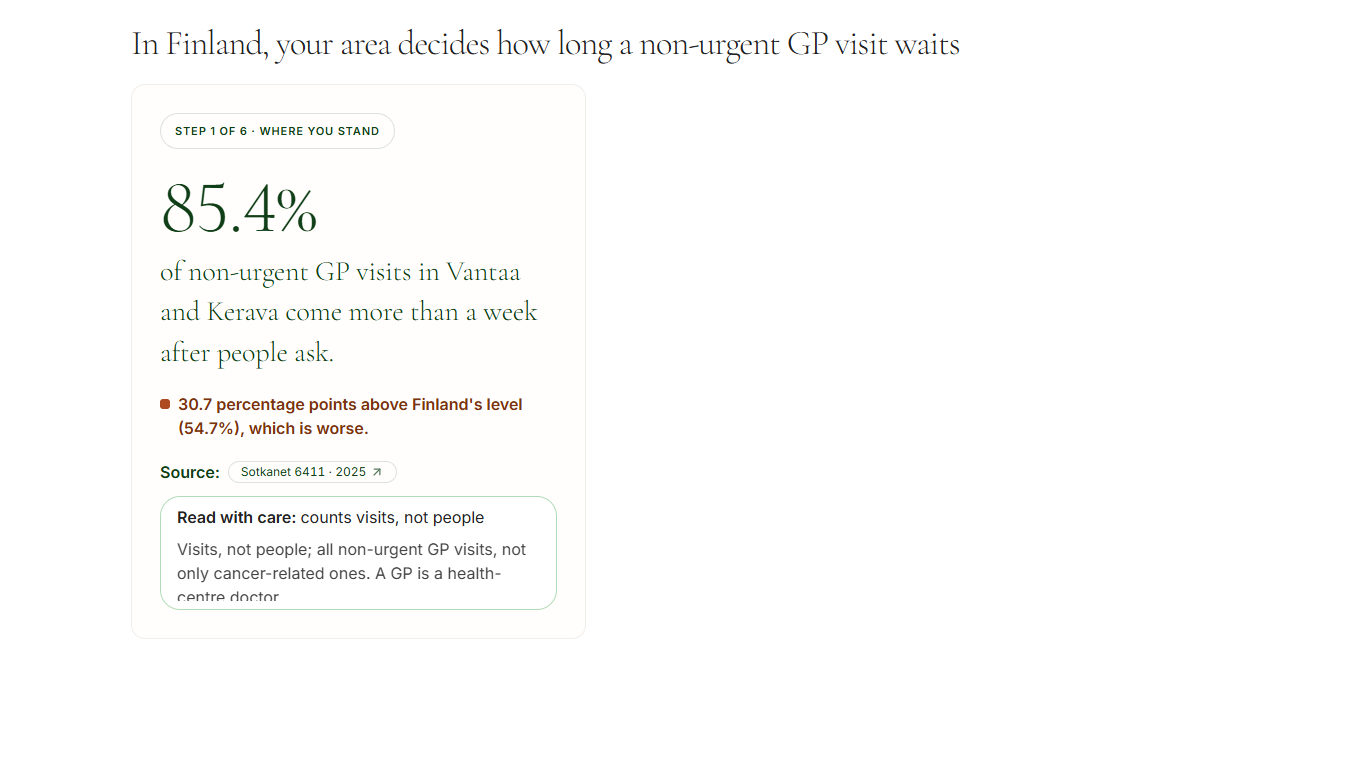 In Finland, your area decides how long a non-urgent GP visit waits
STEP 1 OF 6 · WHERE YOU STAND
85.4%
of non-urgent GP visits in Vantaa
and Kerava come more than a week
after people ask.
30.7 percentage points above Finland's level
(54.7%), which is worse.
Source: Sotkanet 6411 · 2025 ↗
Read with care: counts visits, not people
Visits, not people; all non-urgent GP visits, not
only cancer-related ones. A GP is a health-
centre doctor